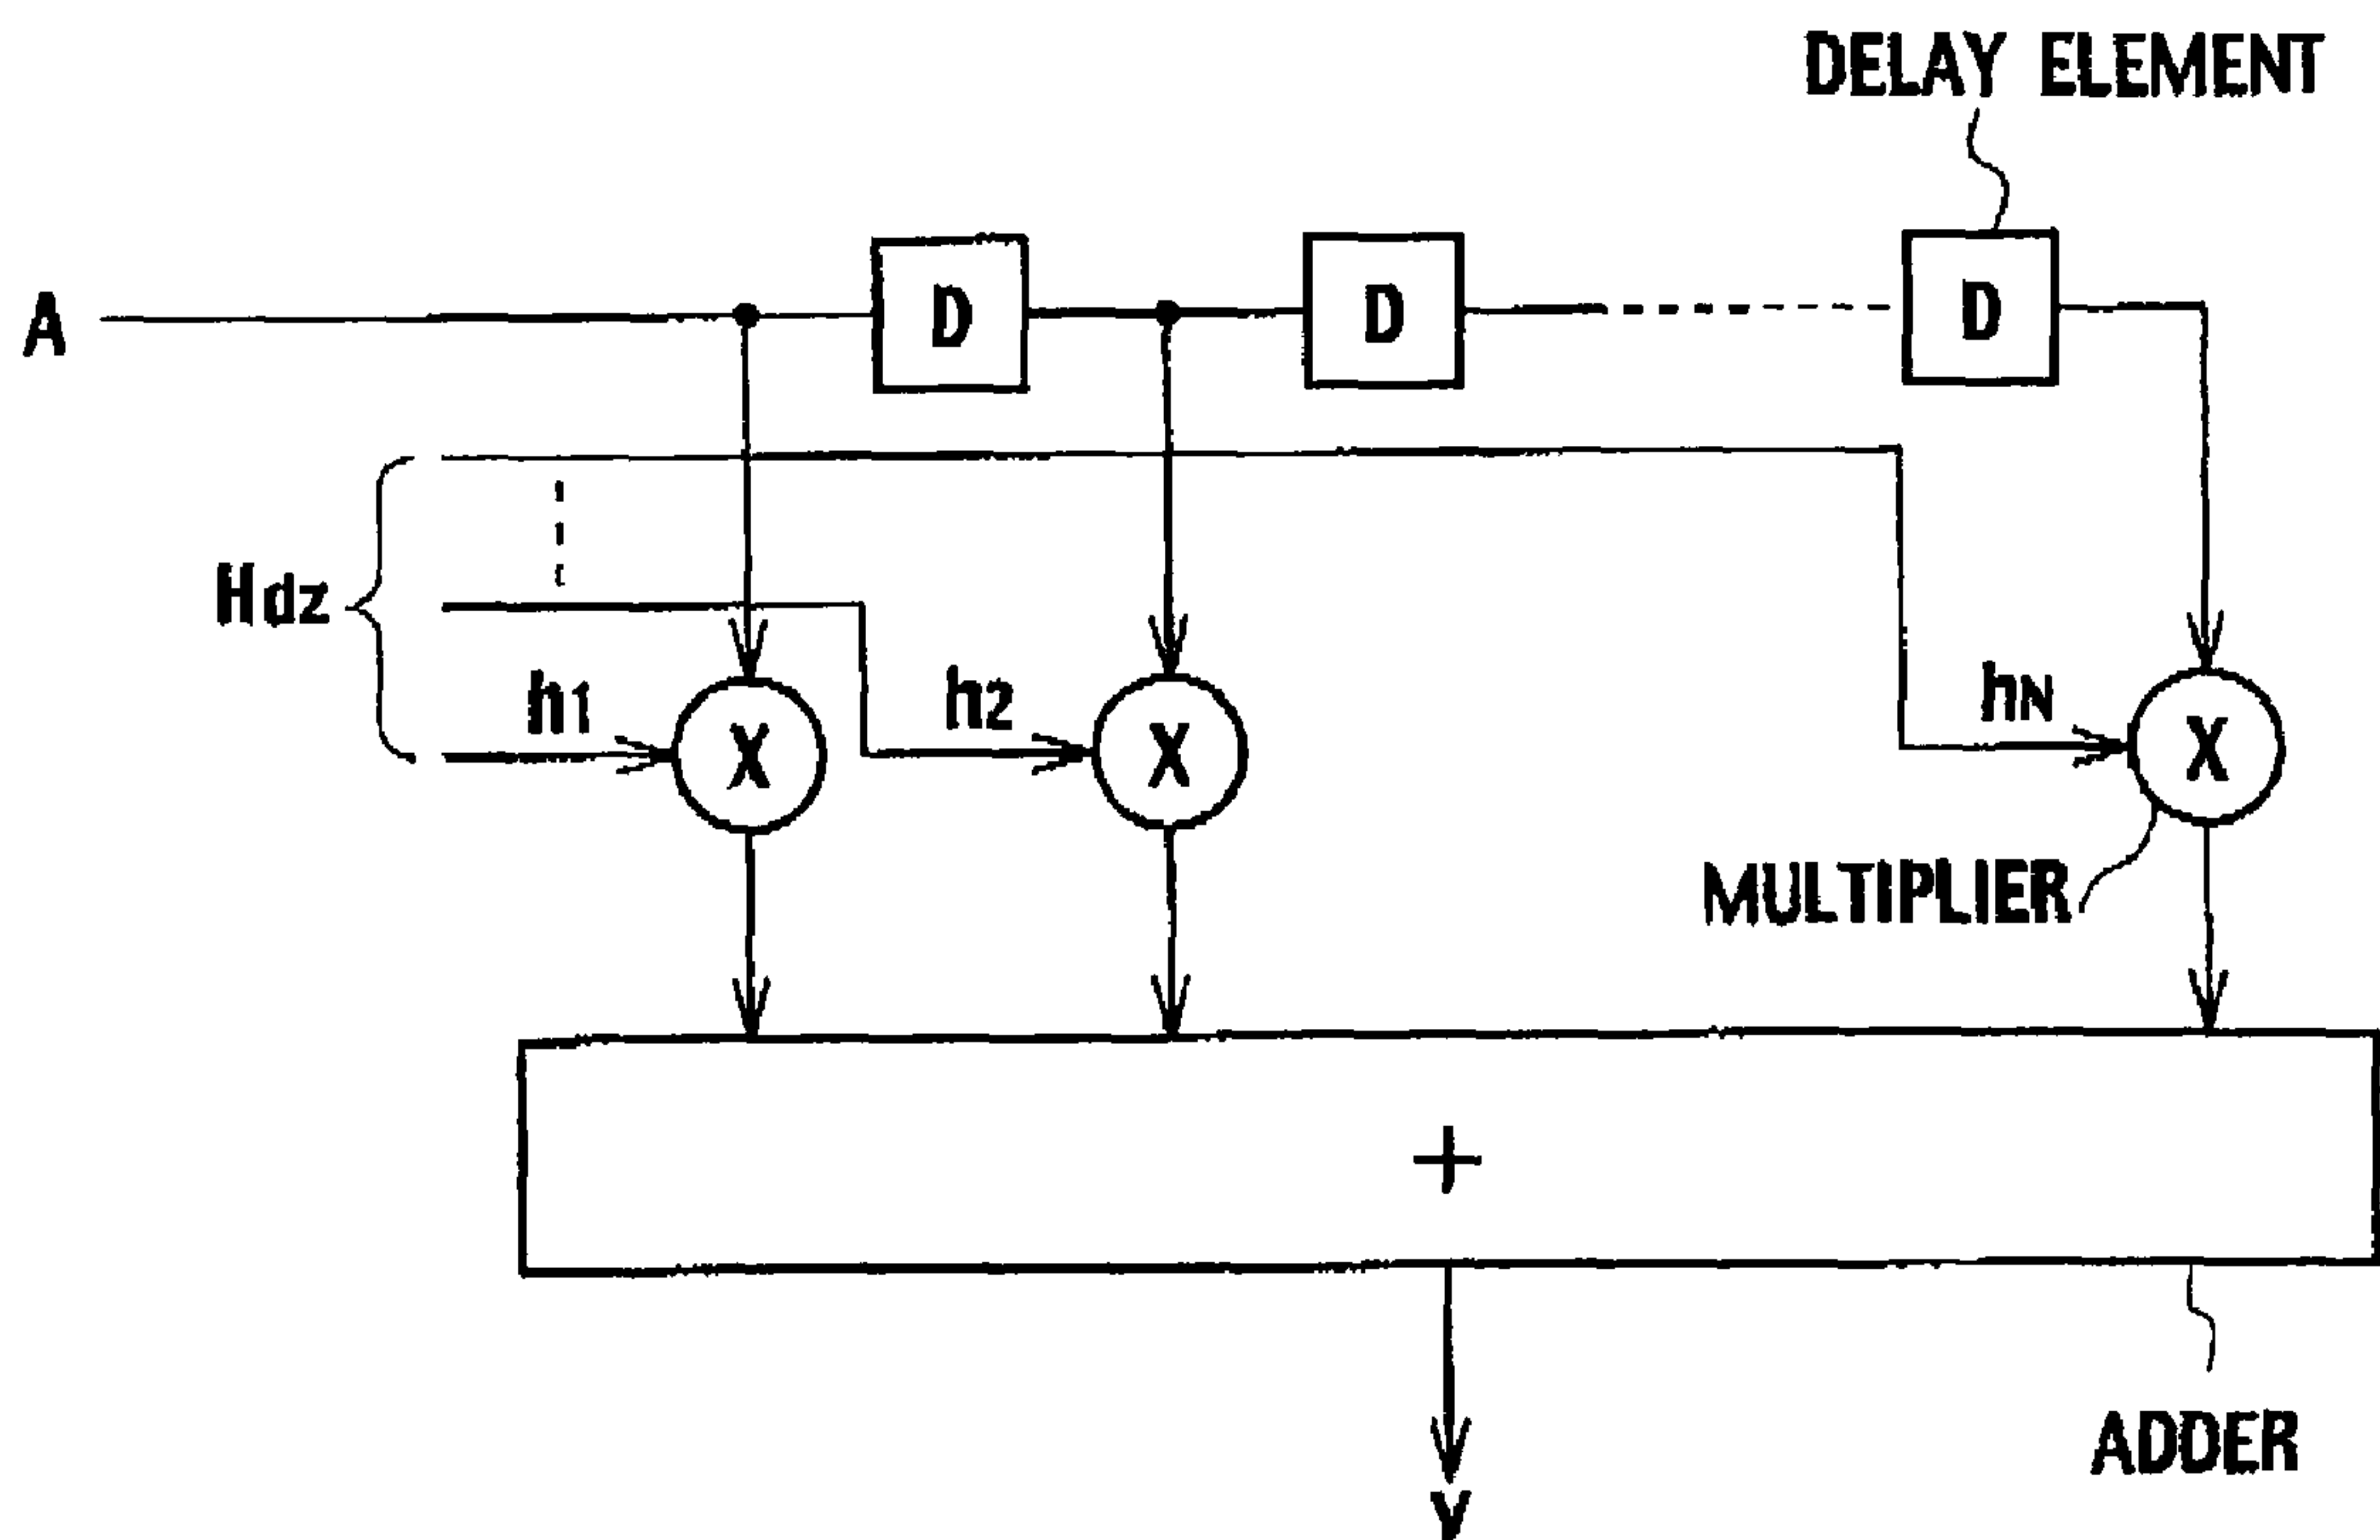 DELAY ELEMENT
A
D
D
D
Hdz
h1
X
h2
X
hN
X
MULTIPLIER
+
ADDER